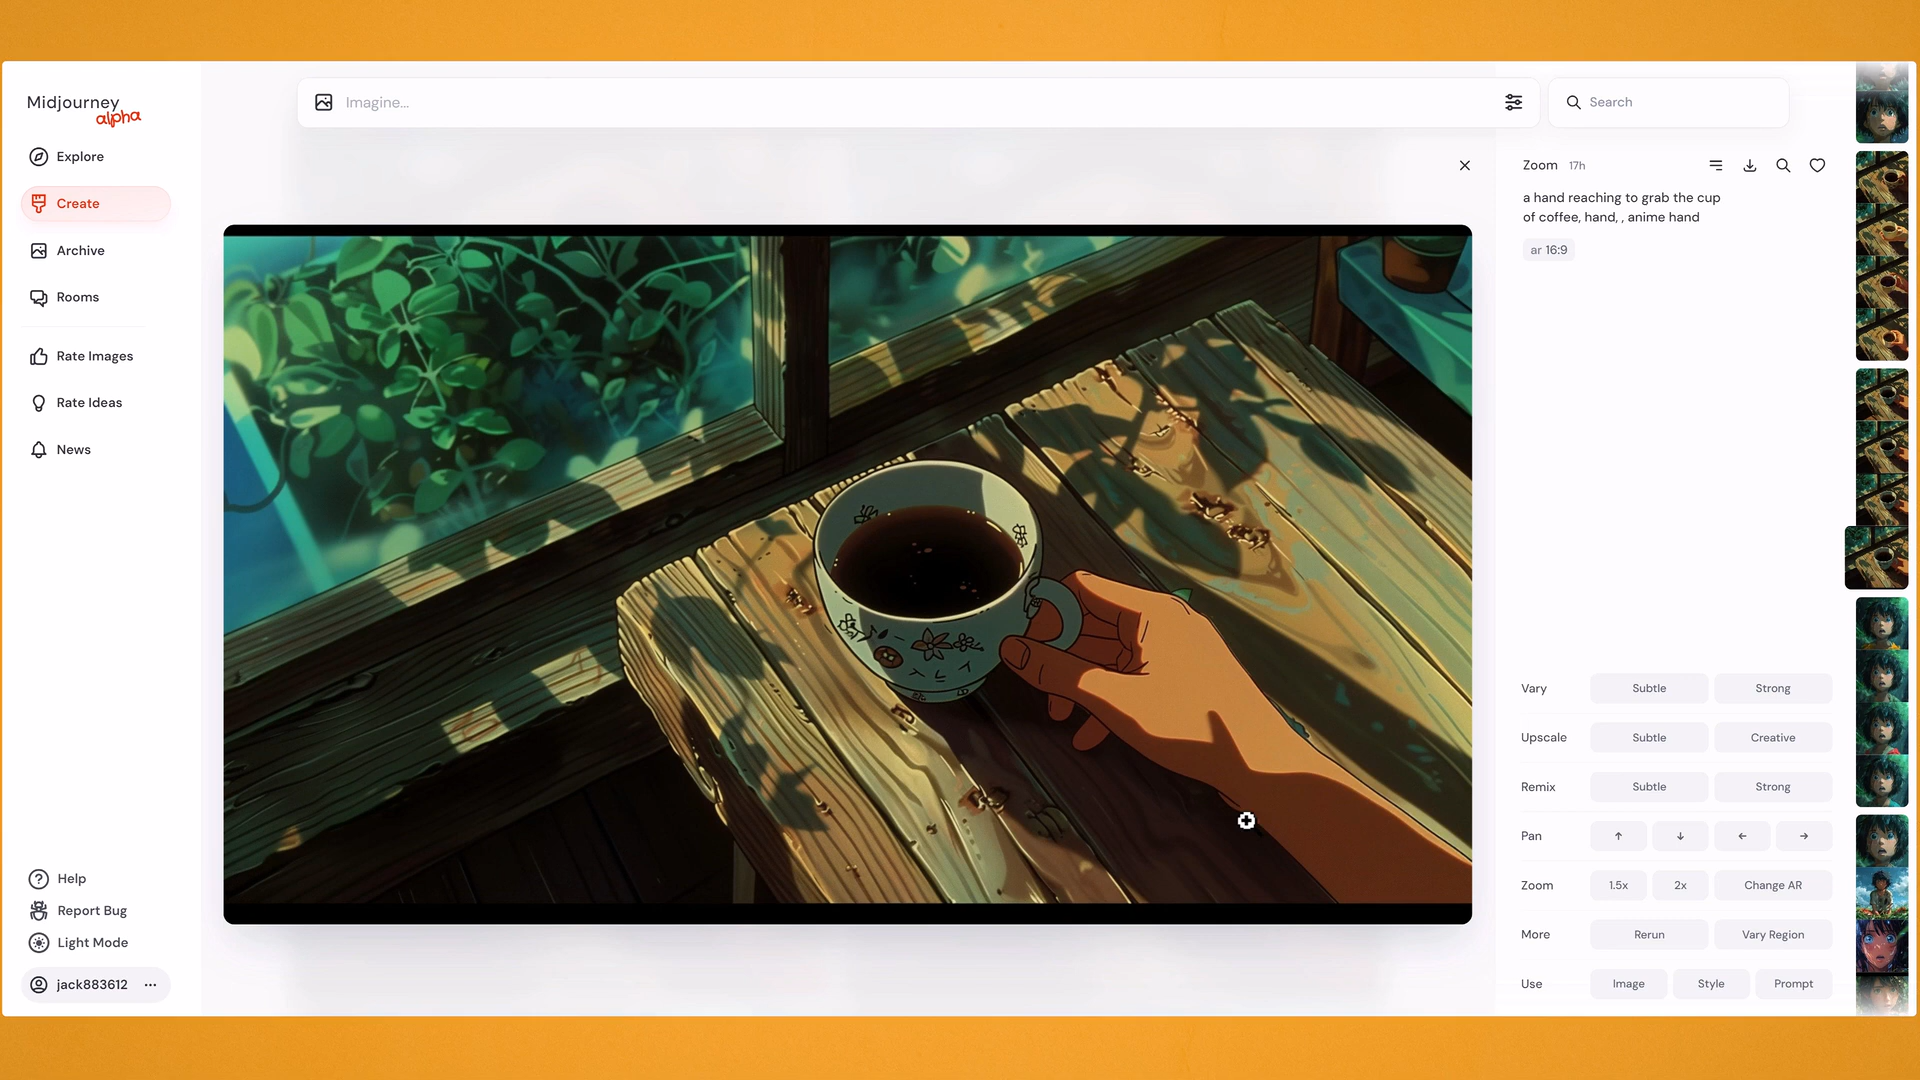 Midjourney
alpha
Explore
Create
Archive
Rooms
Rate Images
Rate Ideas
News
Help
Report Bug
Light Mode
jack883612
Imagine...
Search
Zoom 17h
a hand reaching to grab the cup
of coffee, hand, , anime hand
ar 16:9
Vary Subtle Strong
Upscale Subtle Creative
Remix Subtle Strong
Pan ↑ ↓ ← →
Zoom 1.5x 2x Change AR
More Rerun Vary Region
Use Image Style Prompt